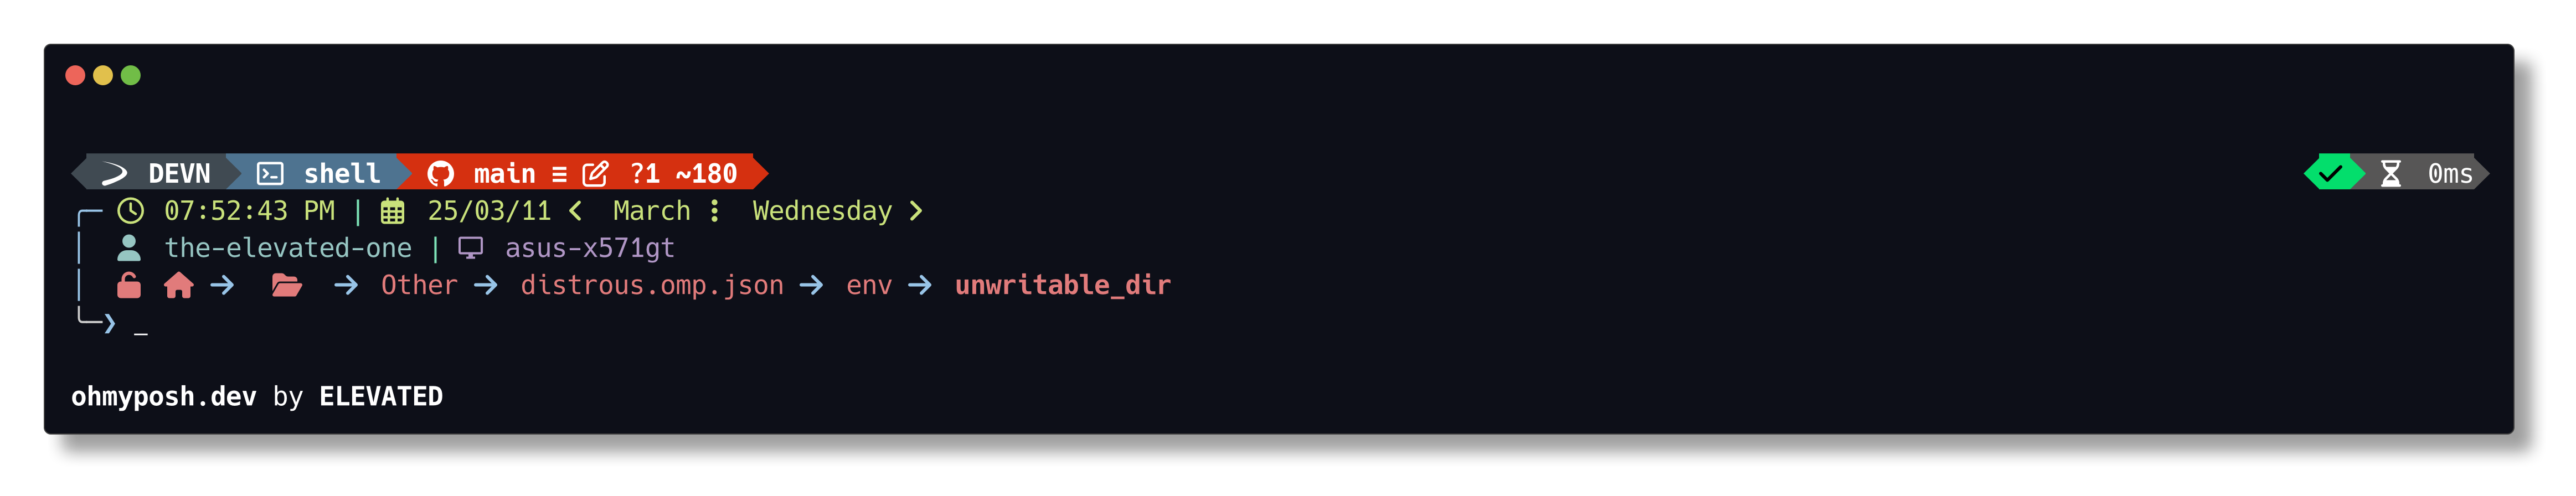 DEVN shell main ≡ ?1 ~180 0ms
07:52:43 PM | 25/03/11 < March ⋮ Wednesday >
the-elevated-one | asus-x571gt
→ → Other → distrous.omp.json → env → unwritable_dir
❯ _
ohmyposh.dev by ELEVATED